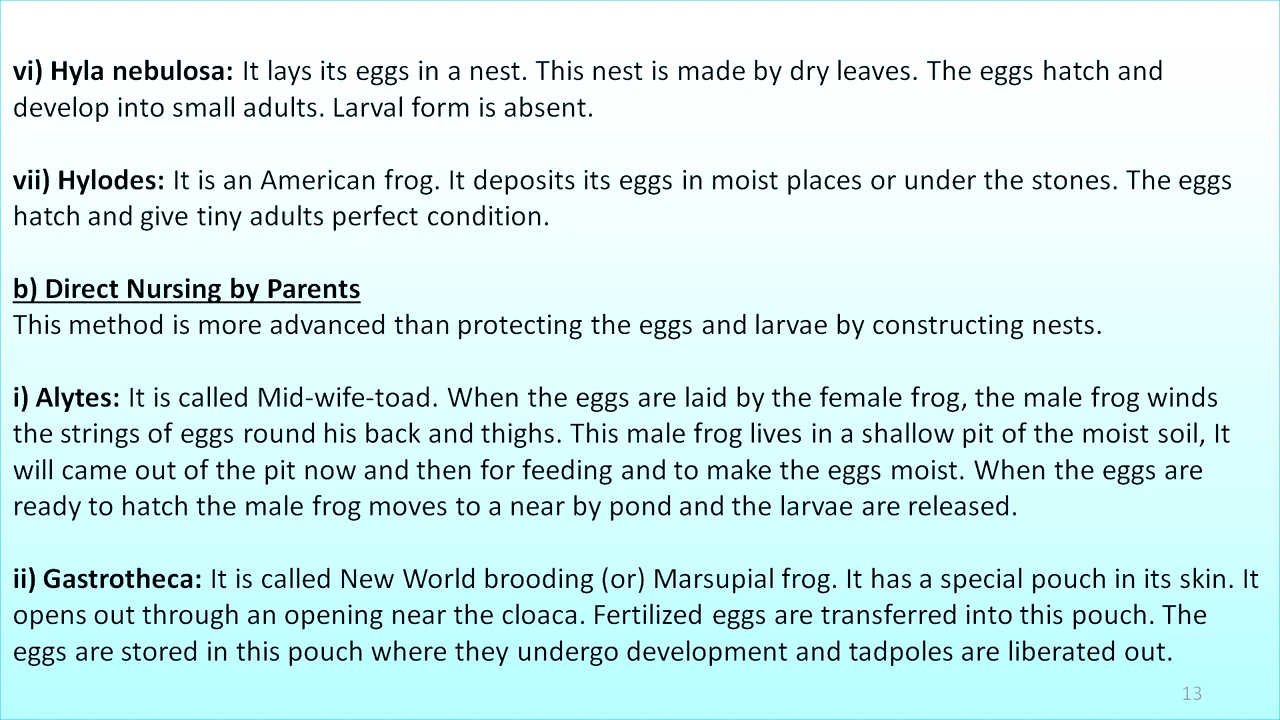 vi) Hyla nebulosa: It lays its eggs in a nest. This nest is made by dry leaves. The eggs hatch and
develop into small adults. Larval form is absent.
vii) Hylodes: It is an American frog. It deposits its eggs in moist places or under the stones. The eggs
hatch and give tiny adults perfect condition.
b) Direct Nursing by Parents
This method is more advanced than protecting the eggs and larvae by constructing nests.
i) Alytes: It is called Mid-wife-toad. When the eggs are laid by the female frog, the male frog winds
the strings of eggs round his back and thighs. This male frog lives in a shallow pit of the moist soil, It
will came out of the pit now and then for feeding and to make the eggs moist. When the eggs are
ready to hatch the male frog moves to a near by pond and the larvae are released.
ii) Gastrotheca: It is called New World brooding (or) Marsupial frog. It has a special pouch in its skin. It
opens out through an opening near the cloaca. Fertilized eggs are transferred into this pouch. The
eggs are stored in this pouch where they undergo development and tadpoles are liberated out.
13